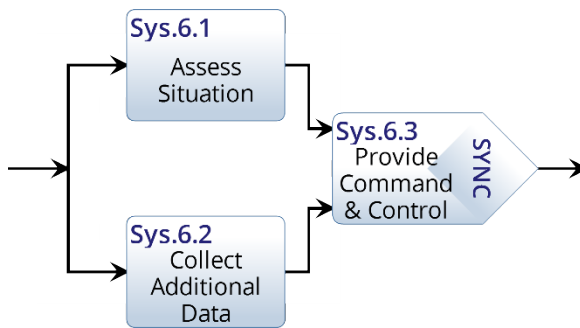 Sys.6.1
Assess
Situation
Sys.6.3
Provide
Command
& Control
SYNC
Sys.6.2
Collect
Additional
Data